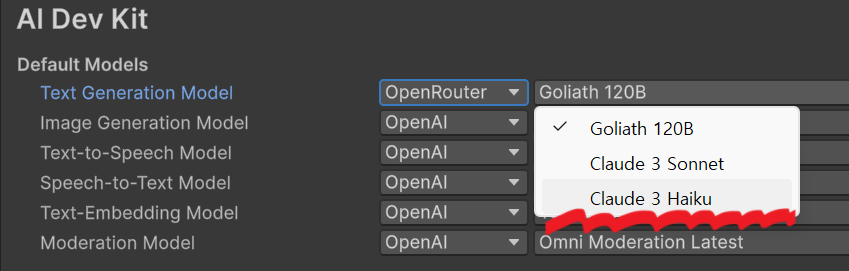 AI Dev Kit
Default Models
Text Generation Model OpenRouter Goliath 120B
Image Generation Model OpenAI Goliath 120B
Text-to-Speech Model OpenAI Claude 3 Sonnet
Speech-to-Text Model OpenAI Claude 3 Haiku
Text-Embedding Model OpenAI
Moderation Model OpenAI Omni Moderation Latest